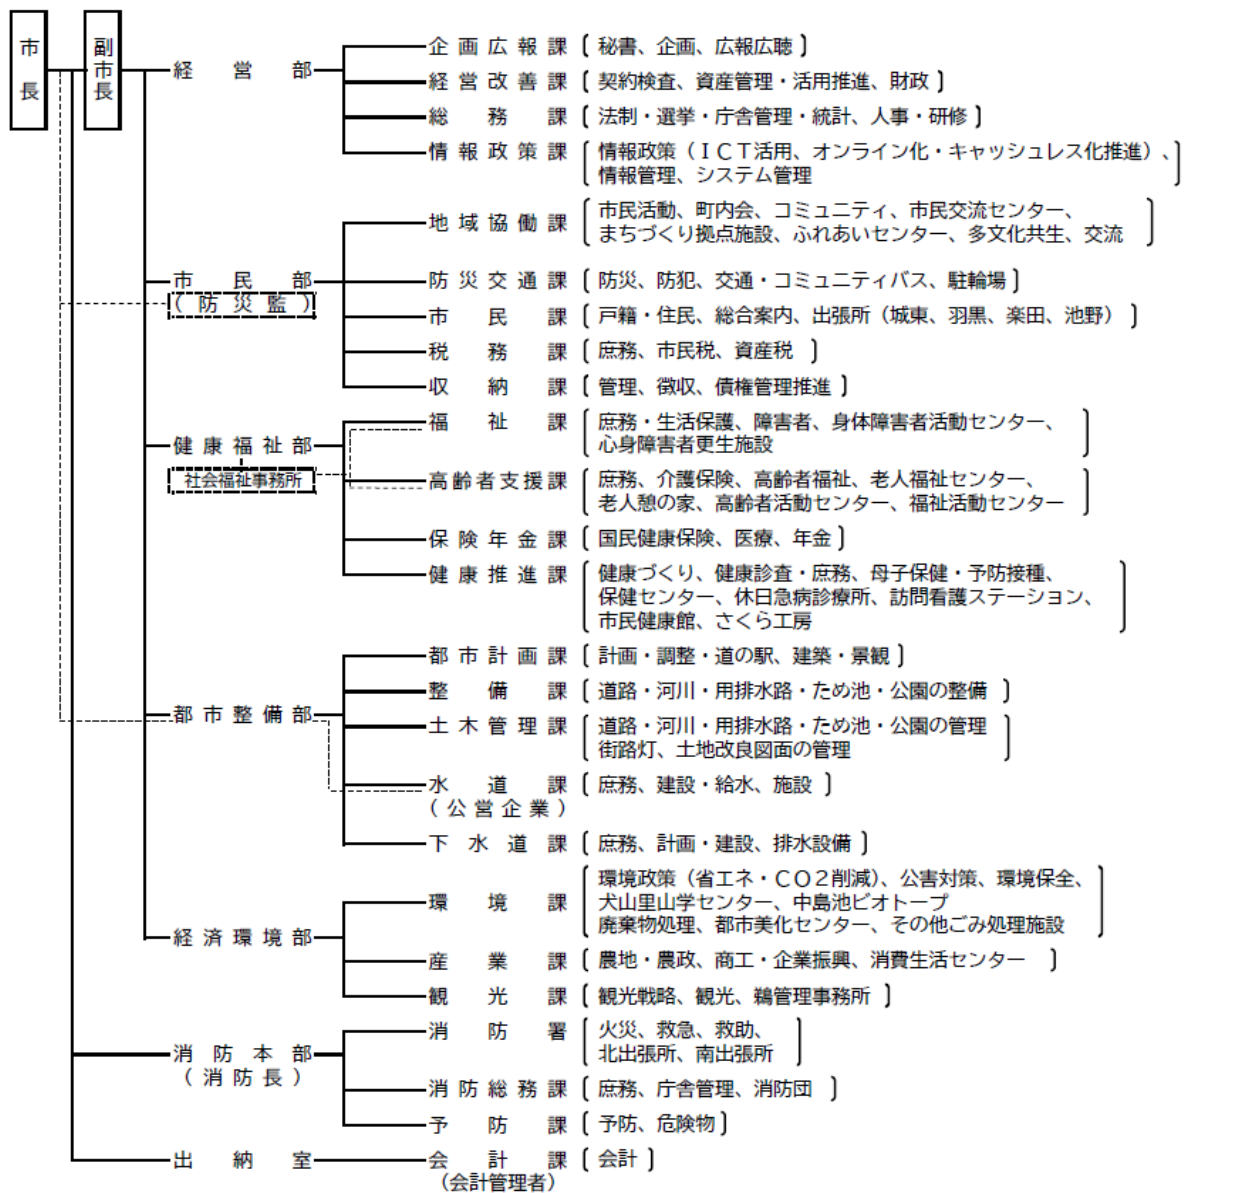 市長
副市長
経営部
企画広報課〔秘書、企画、広報広聴〕
経営改善課〔契約検査、資産管理・活用推進、財政〕
総務課〔法制・選挙・庁舎管理・統計、人事・研修〕
情報政策課〔情報政策（ＩＣＴ活用、オンライン化・キャッシュレス化推進）、
情報管理、システム管理〕
地域協働課〔市民活動、町内会、コミュニティ、市民交流センター、
まちづくり拠点施設、ふれあいセンター、多文化共生、交流〕
市民部
（防災監）
防災交通課〔防災、防犯、交通・コミュニティバス、駐輪場〕
市民課〔戸籍・住民、総合案内、出張所（城東、羽黒、楽田、池野）〕
税務課〔庶務、市民税、資産税〕
収納課〔管理、徴収、債権管理推進〕
福祉課〔庶務・生活保護、障害者、身体障害者活動センター、
心身障害者更生施設〕
健康福祉部
社会福祉事務所
高齢者支援課〔庶務、介護保険、高齢者福祉、老人福祉センター、
老人憩の家、高齢者活動センター、福祉活動センター〕
保険年金課〔国民健康保険、医療、年金〕
健康推進課〔健康づくり、健康診査・庶務、母子保健・予防接種、
保健センター、休日急病診療所、訪問看護ステーション、
市民健康館、さくら工房〕
都市計画課〔計画・調整・道の駅、建築・景観〕
整備課〔道路・河川・用排水路・ため池・公園の整備〕
都市整備部
土木管理課〔道路・河川・用排水路・ため池・公園の管理
街路灯、土地改良図面の管理〕
水道課〔庶務、建設・給水、施設〕
（公営企業）
下水道課〔庶務、計画・建設、排水設備〕
環境課〔環境政策（省エネ・ＣＯ２削減）、公害対策、環境保全、
犬山里山学センター、中島池ビオトープ
廃棄物処理、都市美化センター、その他ごみ処理施設〕
経済環境部
産業課〔農地・農政、商工・企業振興、消費生活センター〕
観光課〔観光戦略、観光、鵜管理事務所〕
消防署〔火災、救急、救助、
北出張所、南出張所〕
消防本部
（消防長）
消防総務課〔庶務、庁舎管理、消防団〕
予防課〔予防、危険物〕
出納室
会計課〔会計〕
（会計管理者）